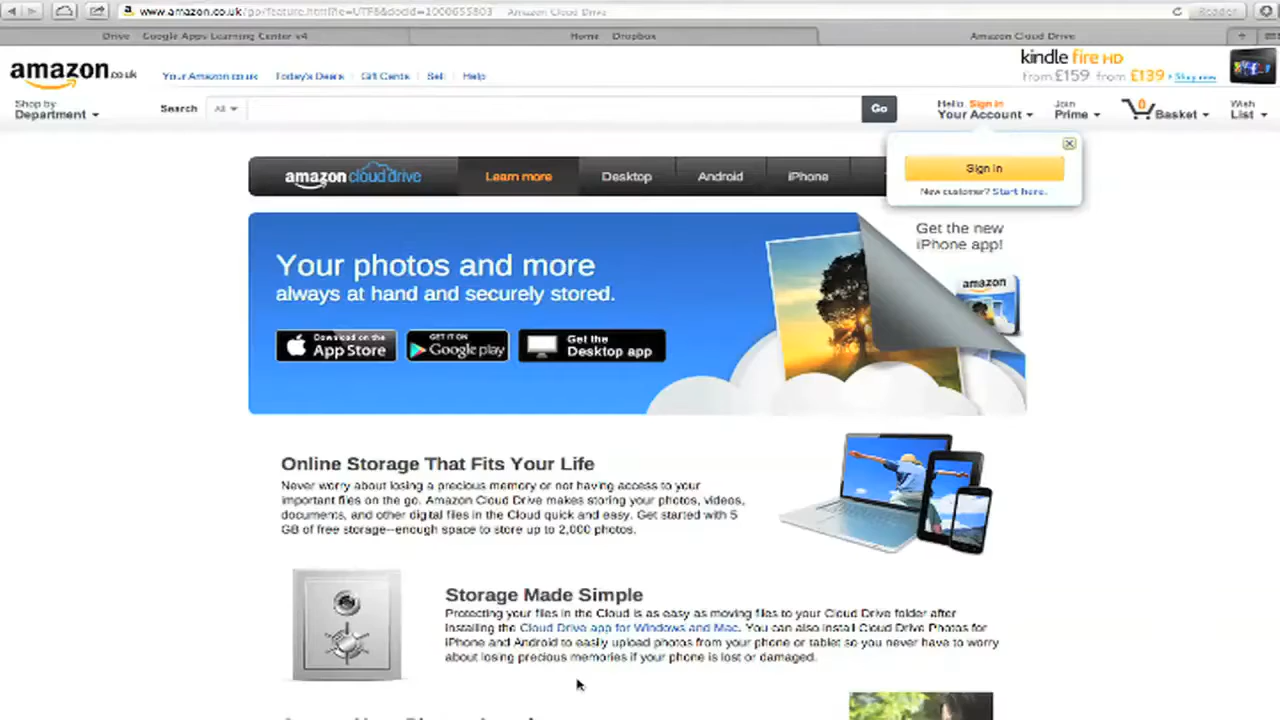 www.amazon.co.uk/gp/feature.html?ie=UTF8&docId=1000655803 Amazon Cloud Drive
Reader
Drive Google Apps Learning Center v4
Home Dropbox
Amazon Cloud Drive
amazon.co.uk
Your Amazon.co.uk
Today's Deals
Gift Cards
Sell
Help
kindle fire HD
from £159 from £139 Shop now
Shop by
Department
Search
All
Go
Hello. Sign in
Your Account
Join
Prime
0
Basket
Wish
List
Sign in
New customer? Start here.
amazon cloud drive
Learn more
Desktop
Android
iPhone
Get the new
iPhone app!
amazon
Your photos and more
always at hand and securely stored.
Download on the
App Store
GET IT ON
Google play
Get the
Desktop app
Online Storage That Fits Your Life
Never worry about losing a precious memory or not having access to your
important files on the go. Amazon Cloud Drive makes storing your photos, videos,
documents, and other digital files in the Cloud quick and easy. Get started with 5
GB of free storage--enough space to store up to 2,000 photos.
Storage Made Simple
Protecting your files in the Cloud is as easy as moving files to your Cloud Drive folder after
installing the Cloud Drive app for Windows and Mac. You can also install Cloud Drive Photos for
iPhone and Android to easily upload photos from your phone or tablet so you never have to worry
about losing precious memories if your phone is lost or damaged.